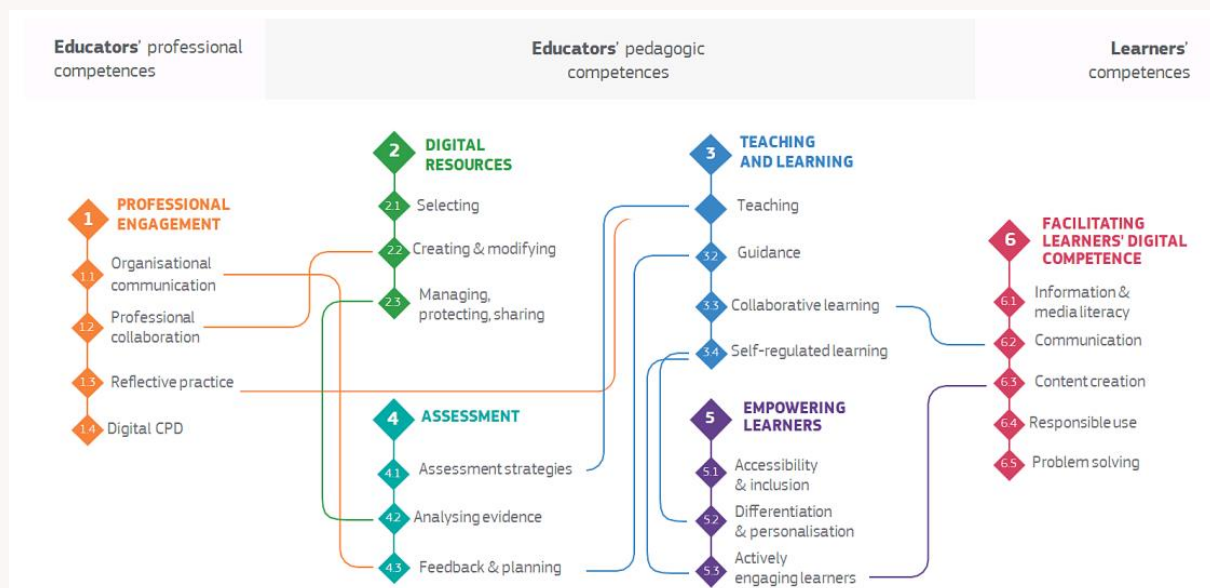 Educators' professional
competences
Educators' pedagogic
competences
Learners'
competences
1
PROFESSIONAL
ENGAGEMENT
1.1
Organisational
communication
1.2
Professional
collaboration
1.3
Reflective practice
1.4
Digital CPD
2
DIGITAL
RESOURCES
2.1
Selecting
2.2
Creating & modifying
2.3
Managing,
protecting, sharing
3
TEACHING
AND LEARNING
Teaching
3.2
Guidance
3.3
Collaborative learning
3.4
Self-regulated learning
4
ASSESSMENT
4.1
Assessment strategies
4.2
Analysing evidence
4.3
Feedback & planning
5
EMPOWERING
LEARNERS
5.1
Accessibility
& inclusion
5.2
Differentiation
& personalisation
5.3
Actively
engaging learners
6
FACILITATING
LEARNERS' DIGITAL
COMPETENCE
6.1
Information &
media literacy
6.2
Communication
6.3
Content creation
6.4
Responsible use
6.5
Problem solving